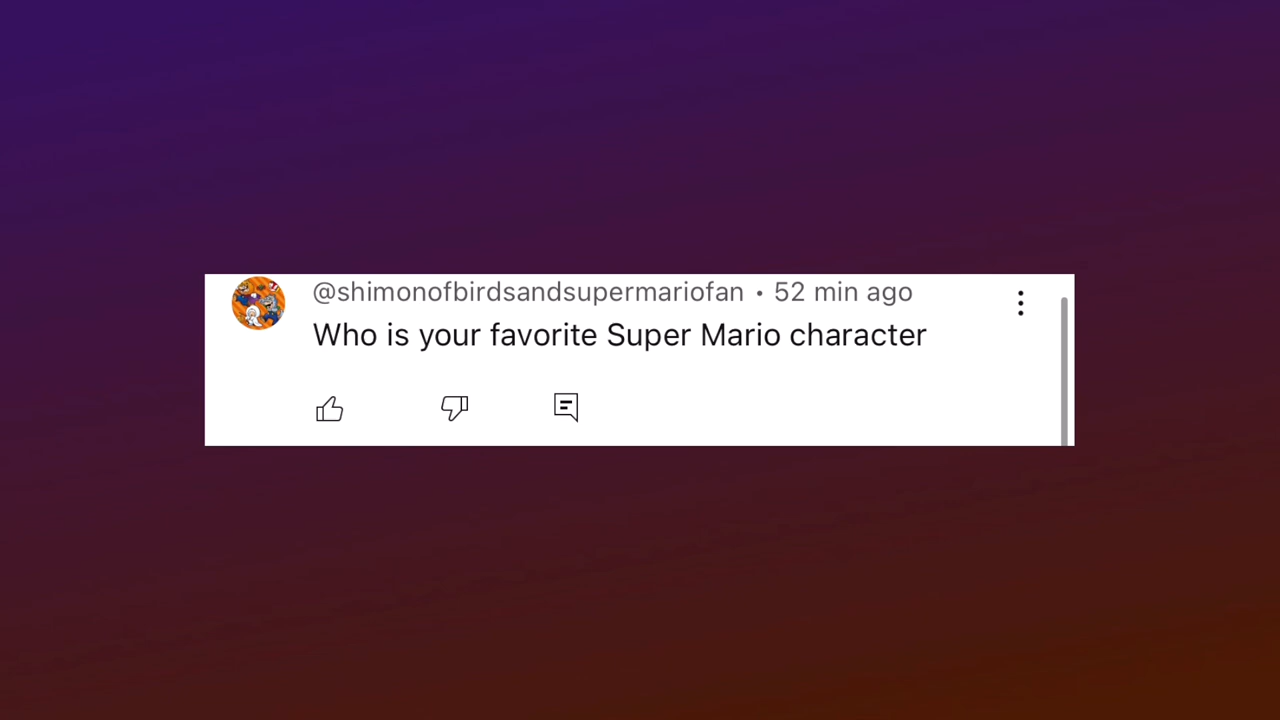 @shimonofbirdsandsupermariofan • 52 min ago
Who is your favorite Super Mario character